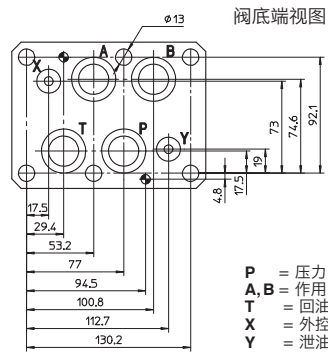 阀底端视图
ø13
A
B
X
T
P
Y
73
74.6
92.1
19
17.5
4.8
17.5
29.4
53.2
77
94.5
100.8
112.7
130.2
P = 压力
A,B = 作用
T = 回油
X = 外控
Y = 泄油